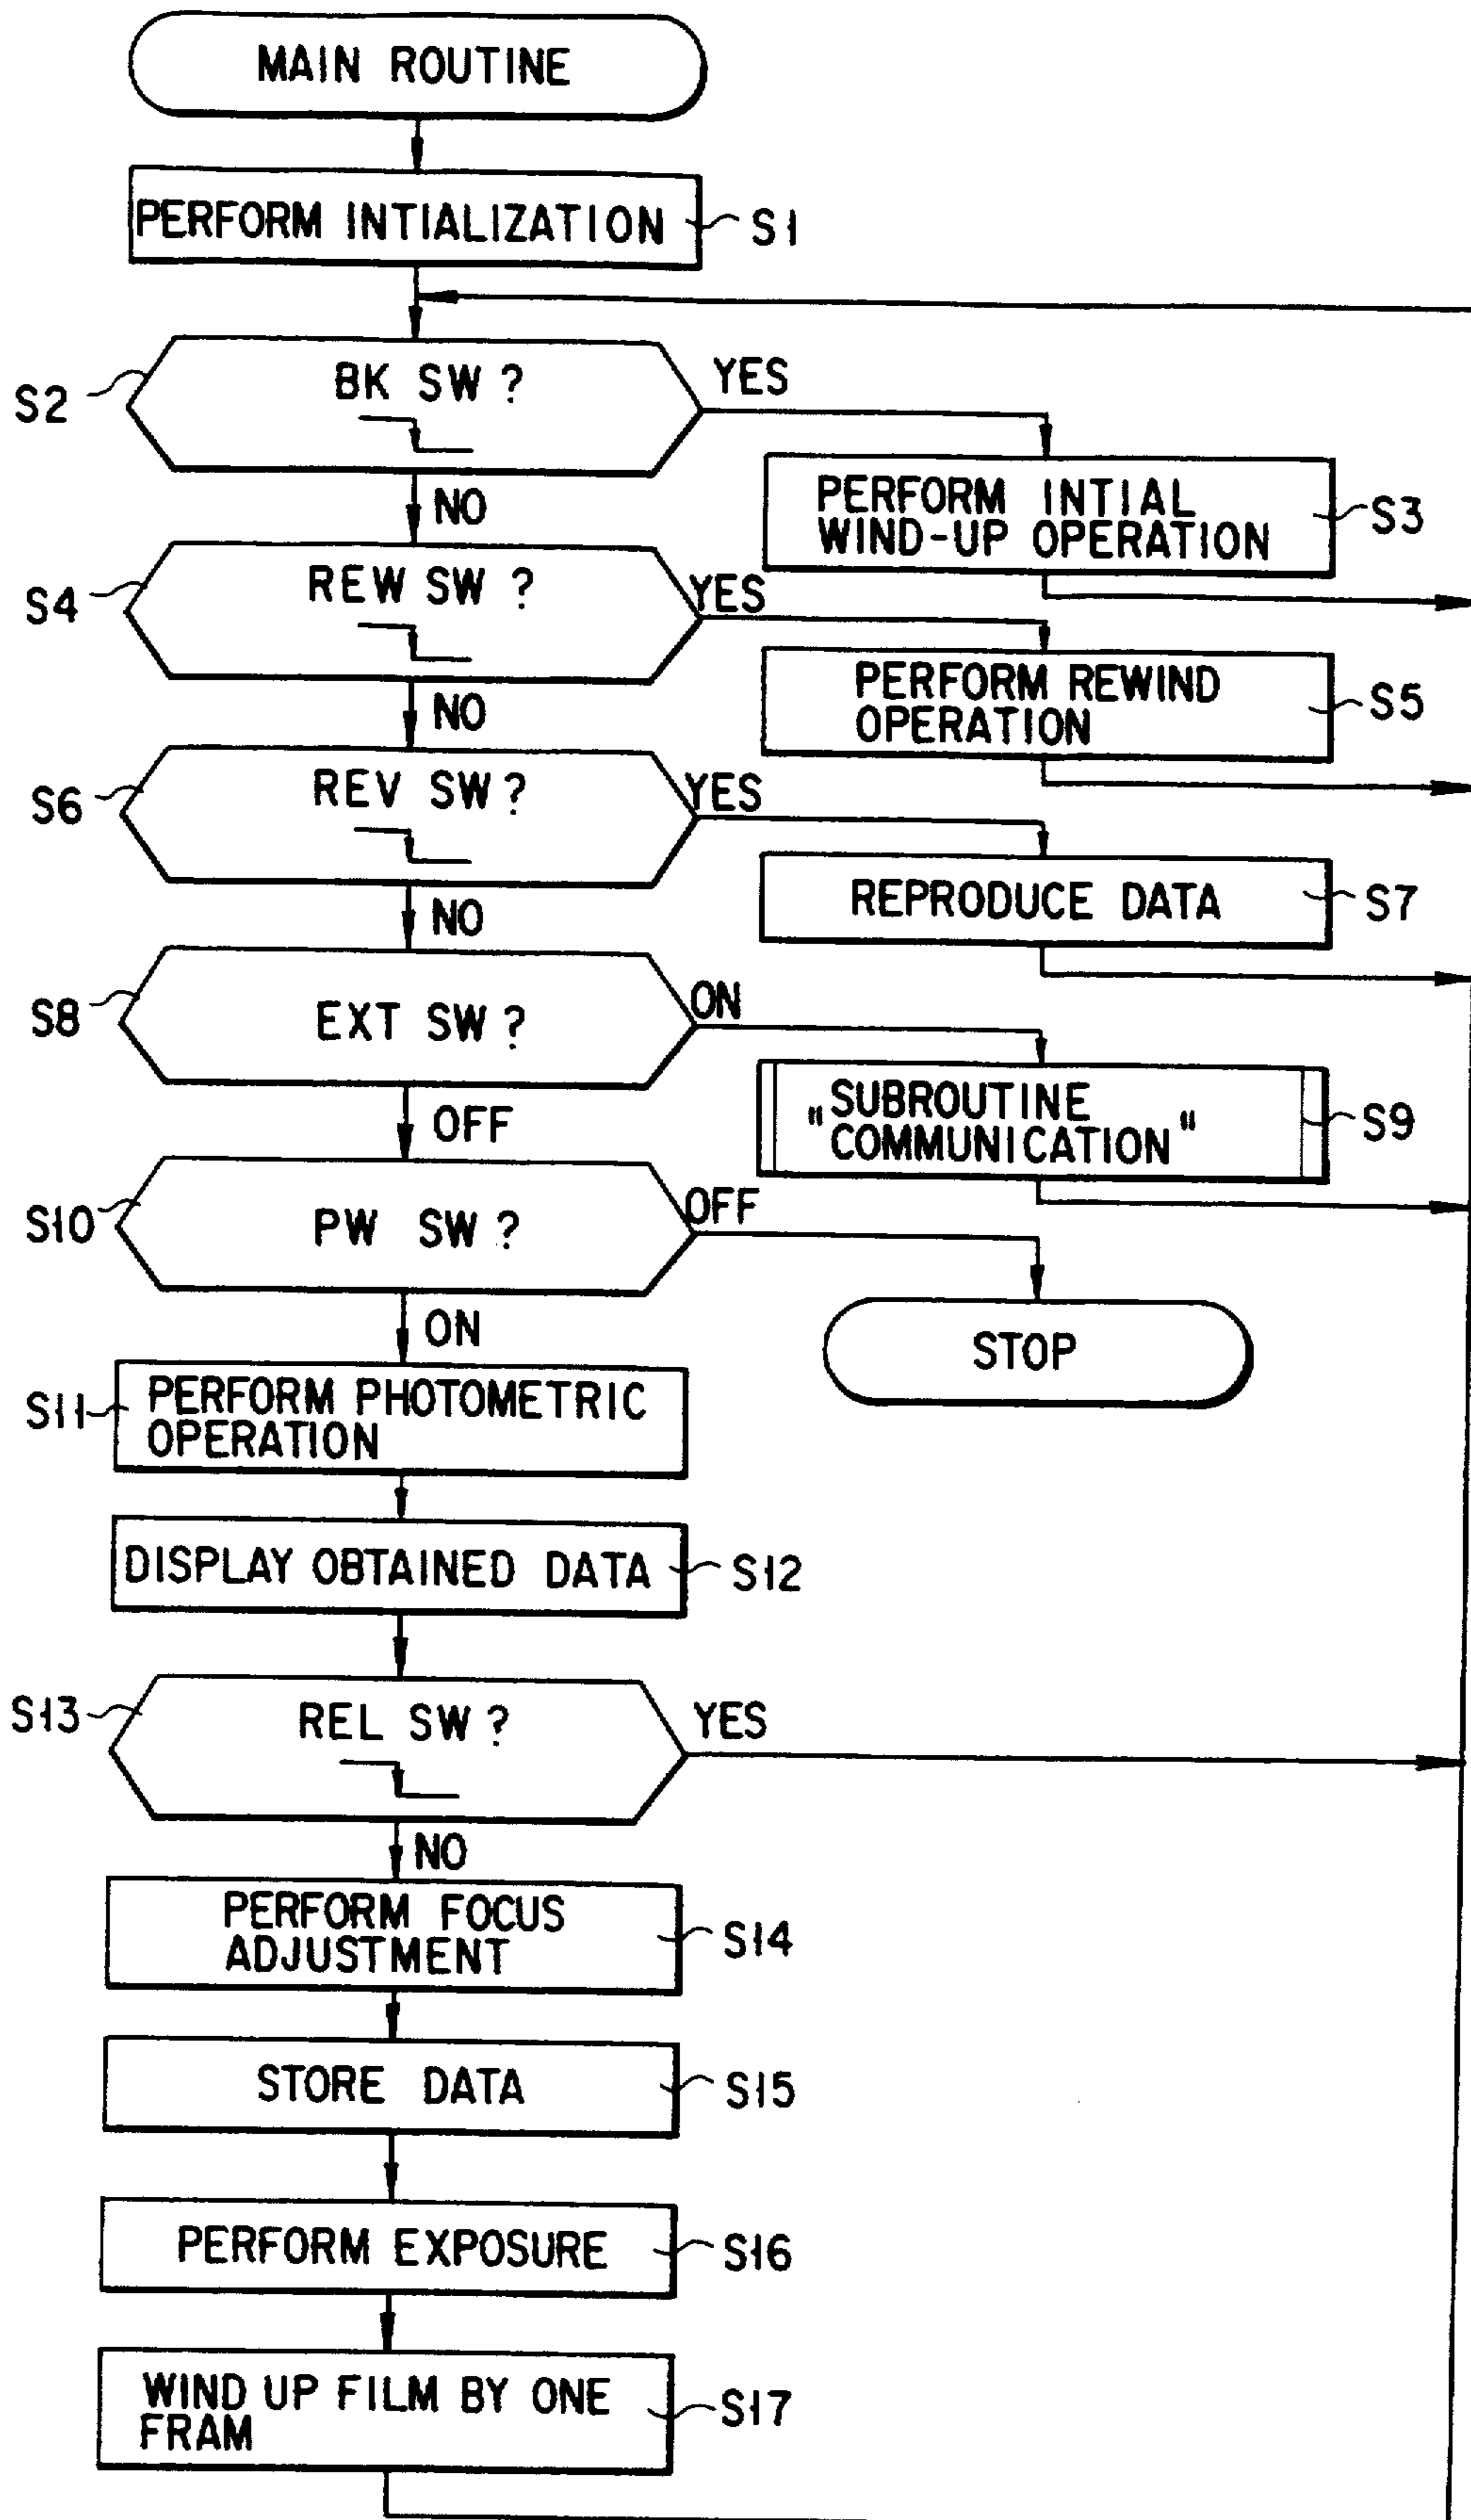 MAIN ROUTINE
PERFORM INTIALIZATION
S1
S2
BK SW ?
YES
NO
PERFORM INTIAL
WIND-UP OPERATION
S3
S4
REW SW ?
YES
NO
PERFORM REWIND
OPERATION
S5
S6
REV SW ?
YES
NO
REPRODUCE DATA
S7
S8
EXT SW ?
ON
OFF
"SUBROUTINE
COMMUNICATION"
S9
S10
PW SW ?
OFF
ON
STOP
S11
PERFORM PHOTOMETRIC
OPERATION
DISPLAY OBTAINED DATA
S12
S13
REL SW ?
YES
NO
PERFORM FOCUS
ADJUSTMENT
S14
STORE DATA
S15
PERFORM EXPOSURE
S16
WIND UP FILM BY ONE
FRAM
S17